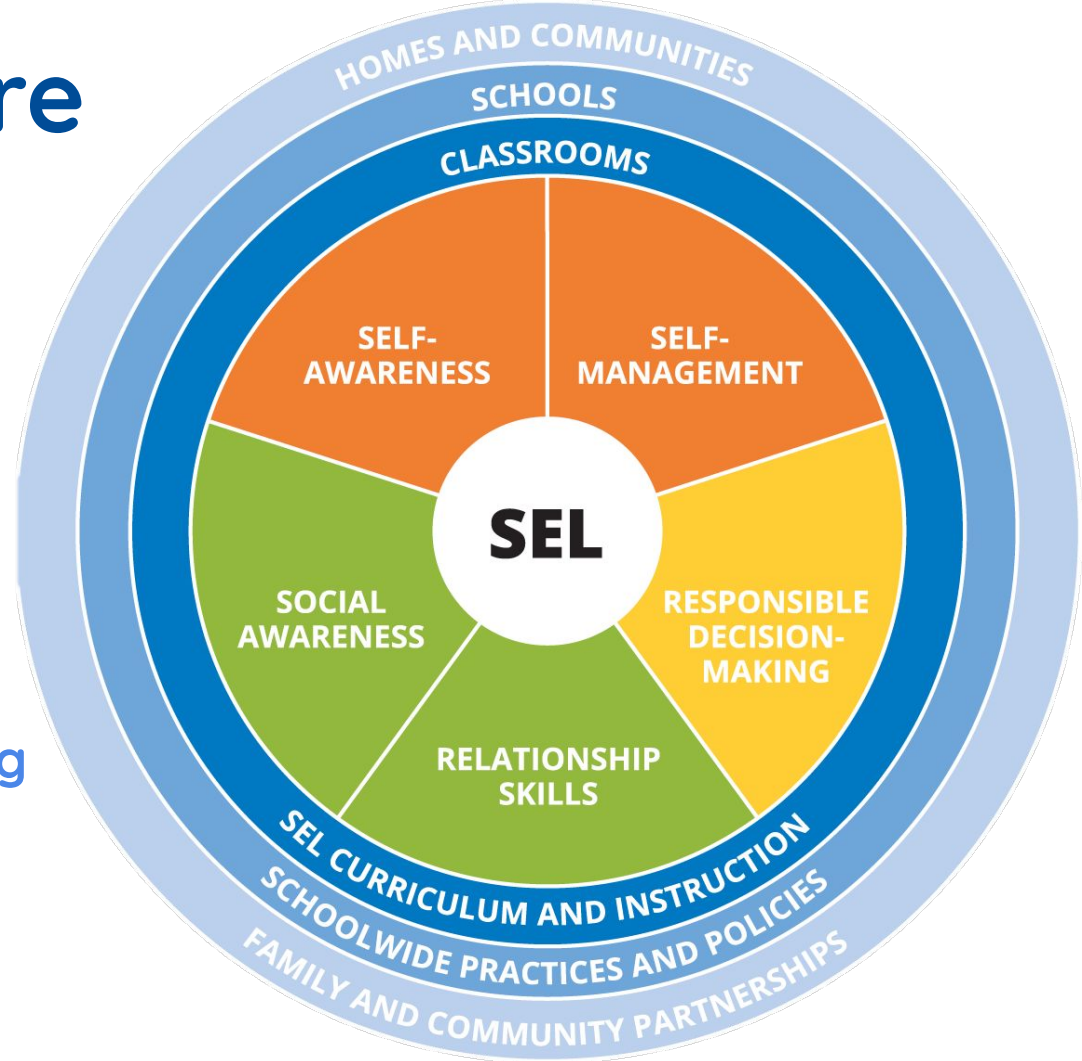 re
HOMES AND COMMUNITIES
SCHOOLS
CLASSROOMS
SELF-
AWARENESS
SELF-
MANAGEMENT
SEL
SOCIAL
AWARENESS
RESPONSIBLE
DECISION-
MAKING
RELATIONSHIP
SKILLS
g
SEL CURRICULUM AND INSTRUCTION
SCHOOLWIDE PRACTICES AND POLICIES
FAMILY AND COMMUNITY PARTNERSHIPS